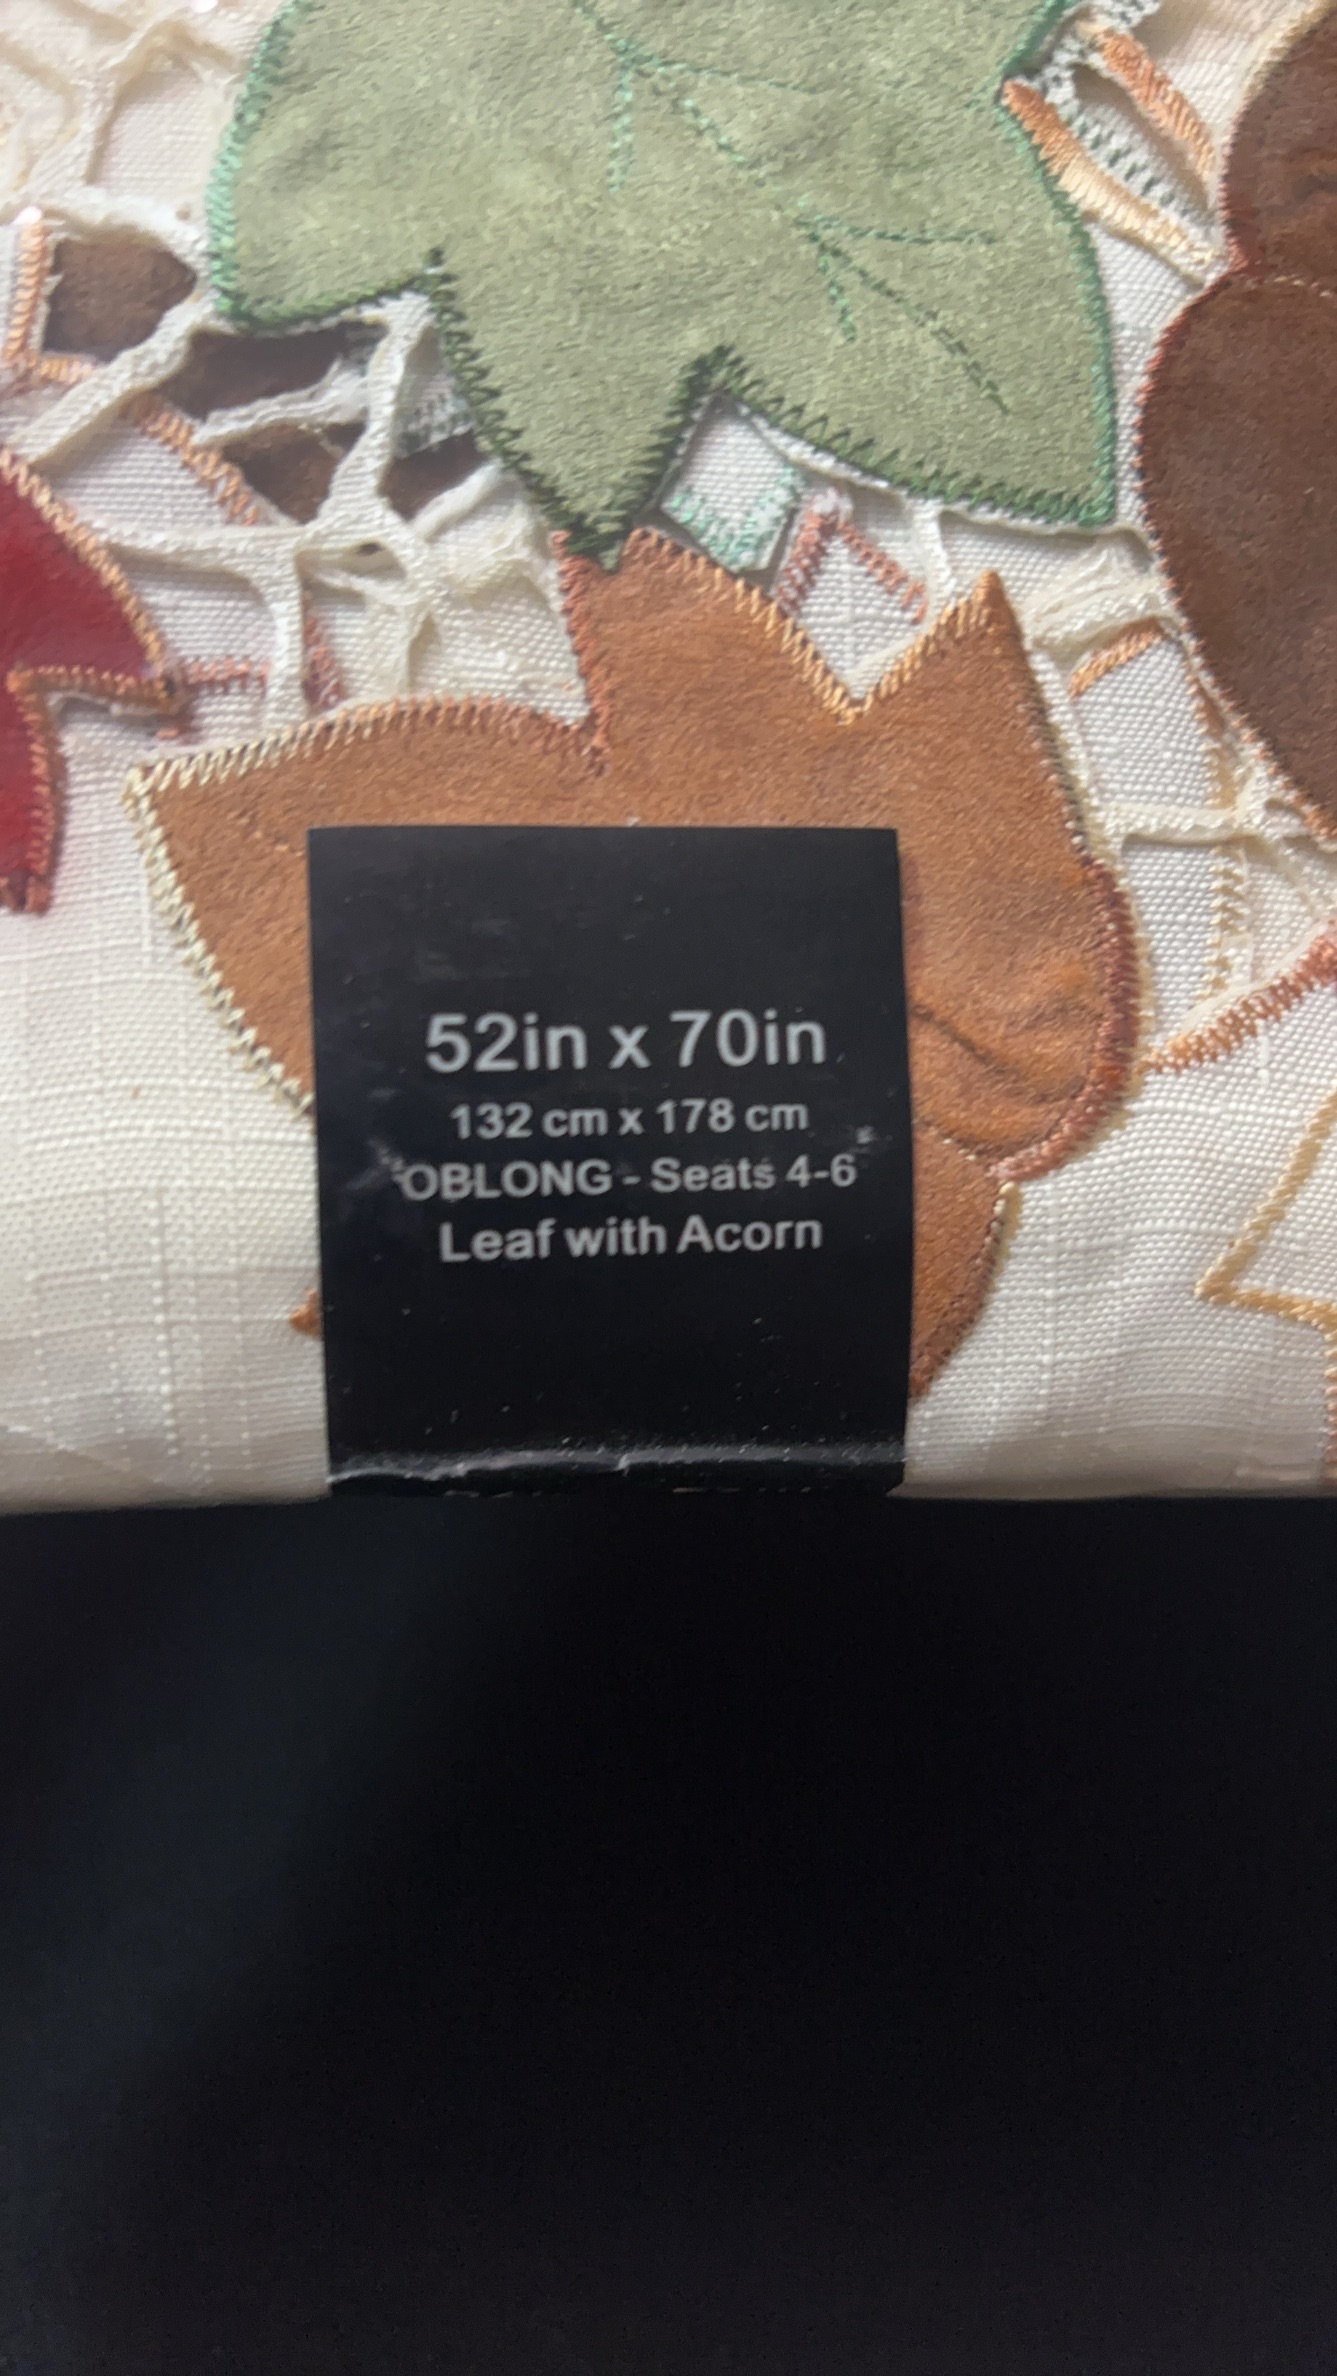 52in x 70in
132 cm x 178 cm
OBLONG - Seats 4-6
Leaf with Acorn